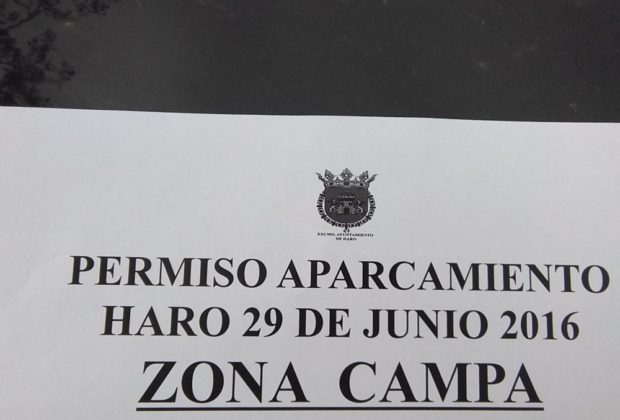 EXCMO. AYUNTAMIENTO
DE HARO
PERMISO APARCAMIENTO
HARO 29 DE JUNIO 2016
ZONA CAMPA